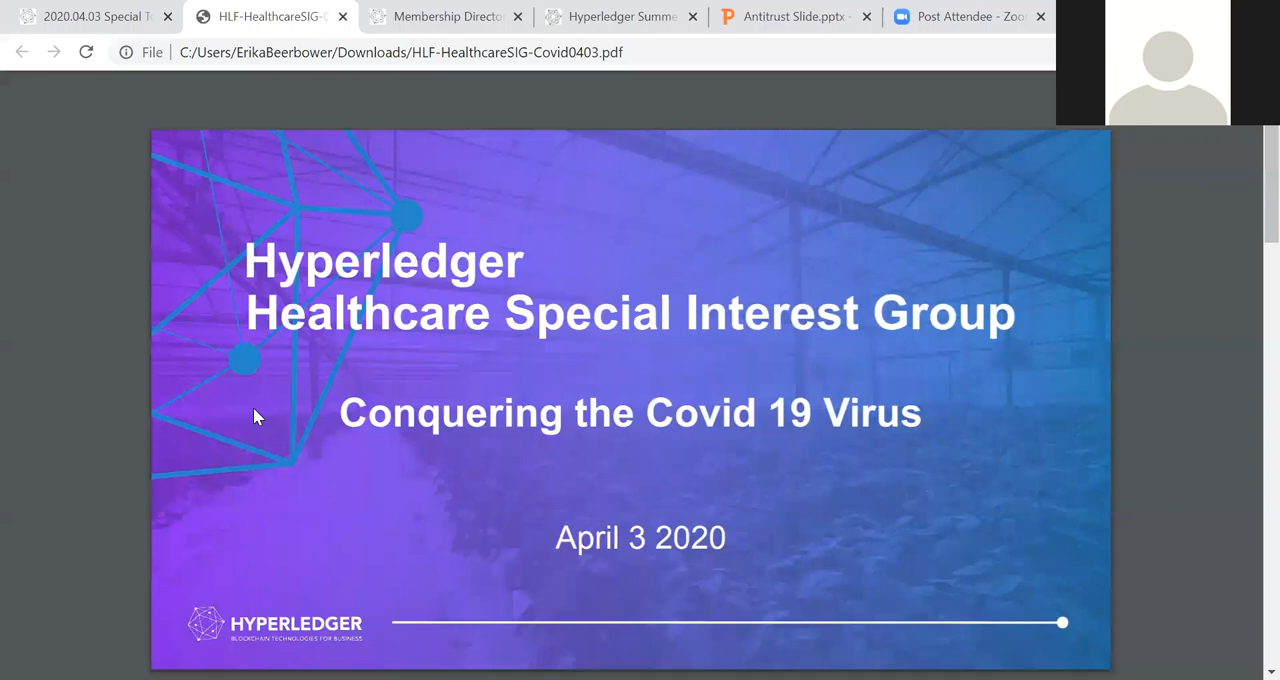 2020.04.03 Special T
HLF-HealthcareSIG-C
Membership Directo
Hyperledger Summe
Antitrust Slide.pptx -
Post Attendee - Zoo
File
C:/Users/ErikaBeerbower/Downloads/HLF-HealthcareSIG-Covid0403.pdf
Hyperledger
Healthcare Special Interest Group
Conquering the Covid 19 Virus
April 3 2020
HYPERLEDGER
BLOCKCHAIN TECHNOLOGIES FOR BUSINESS